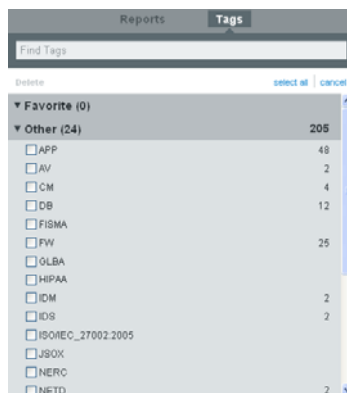 Reports Tags
Find Tags
Delete select all cancel
Favorite (0)
Other (24) 205
APP 48
AV 2
CM 4
DB 12
FISMA
FW 25
GLBA
HIPAA
IDM 2
IDS 2
ISO/IEC_27002:2005
JSOX
NERC
NETD 2